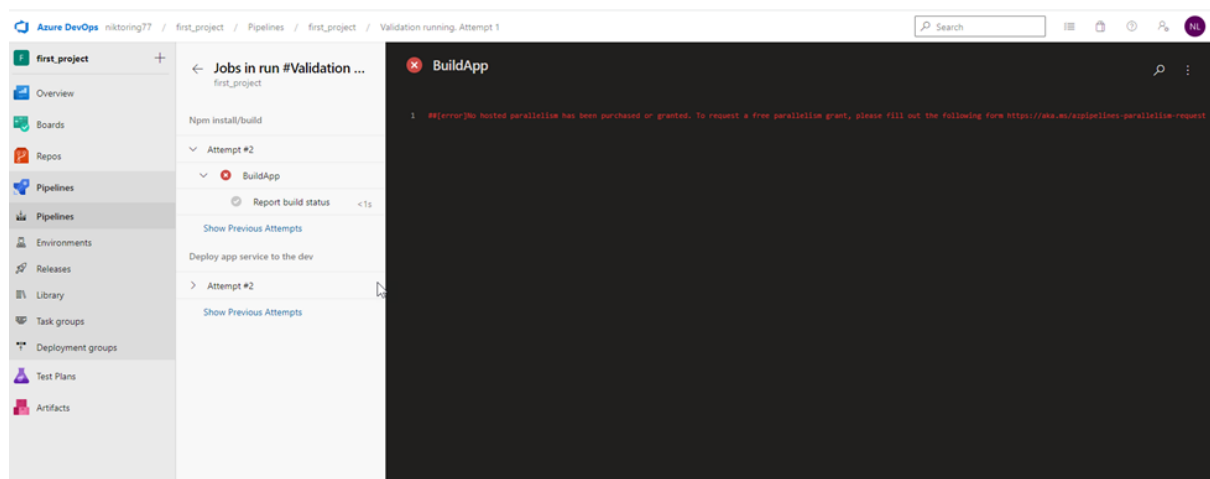 Azure DevOps niktoring77 / first_project / Pipelines / first_project / Validation running. Attempt 1
Search
NL
F first_project
Overview
Boards
Repos
Pipelines
Pipelines
Environments
Releases
Library
Task groups
Deployment groups
Test Plans
Artifacts
Jobs in run #Validation ...
first_project
Npm install/build
Attempt #2
BuildApp
Report build status <1s
Show Previous Attempts
Deploy app service to the dev
Attempt #2
Show Previous Attempts
BuildApp
1 ##[error]No hosted parallelism has been purchased or granted. To request a free parallelism grant, please fill out the following form https://aka.ms/azpipelines-parallelism-request